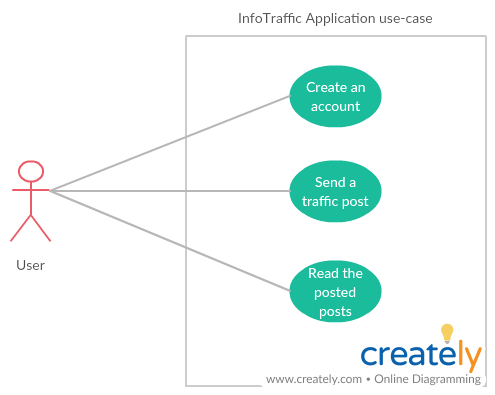 InfoTraffic Application use-case
Create an
account
Send a
traffic post
User
Read the
posted
posts
creately
www.creately.com • Online Diagramming